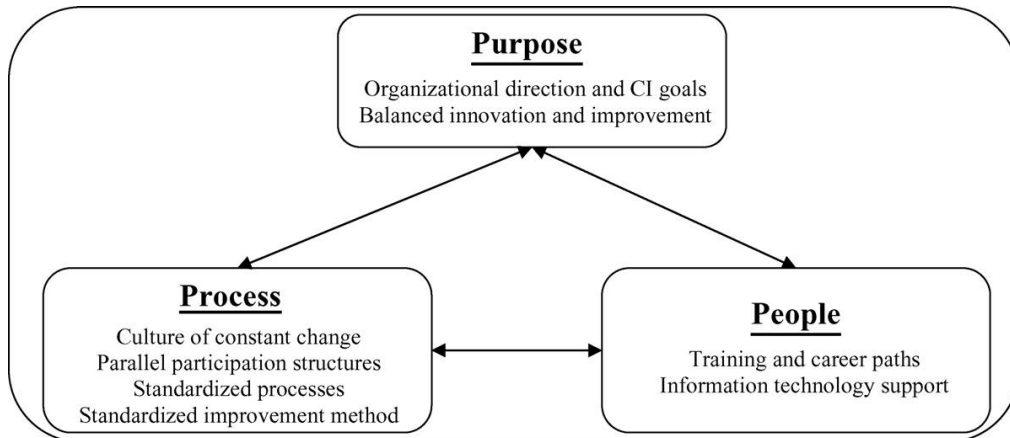 Purpose
Organizational direction and CI goals
Balanced innovation and improvement
Process
Culture of constant change
Parallel participation structures
Standardized processes
Standardized improvement method
People
Training and career paths
Information technology support